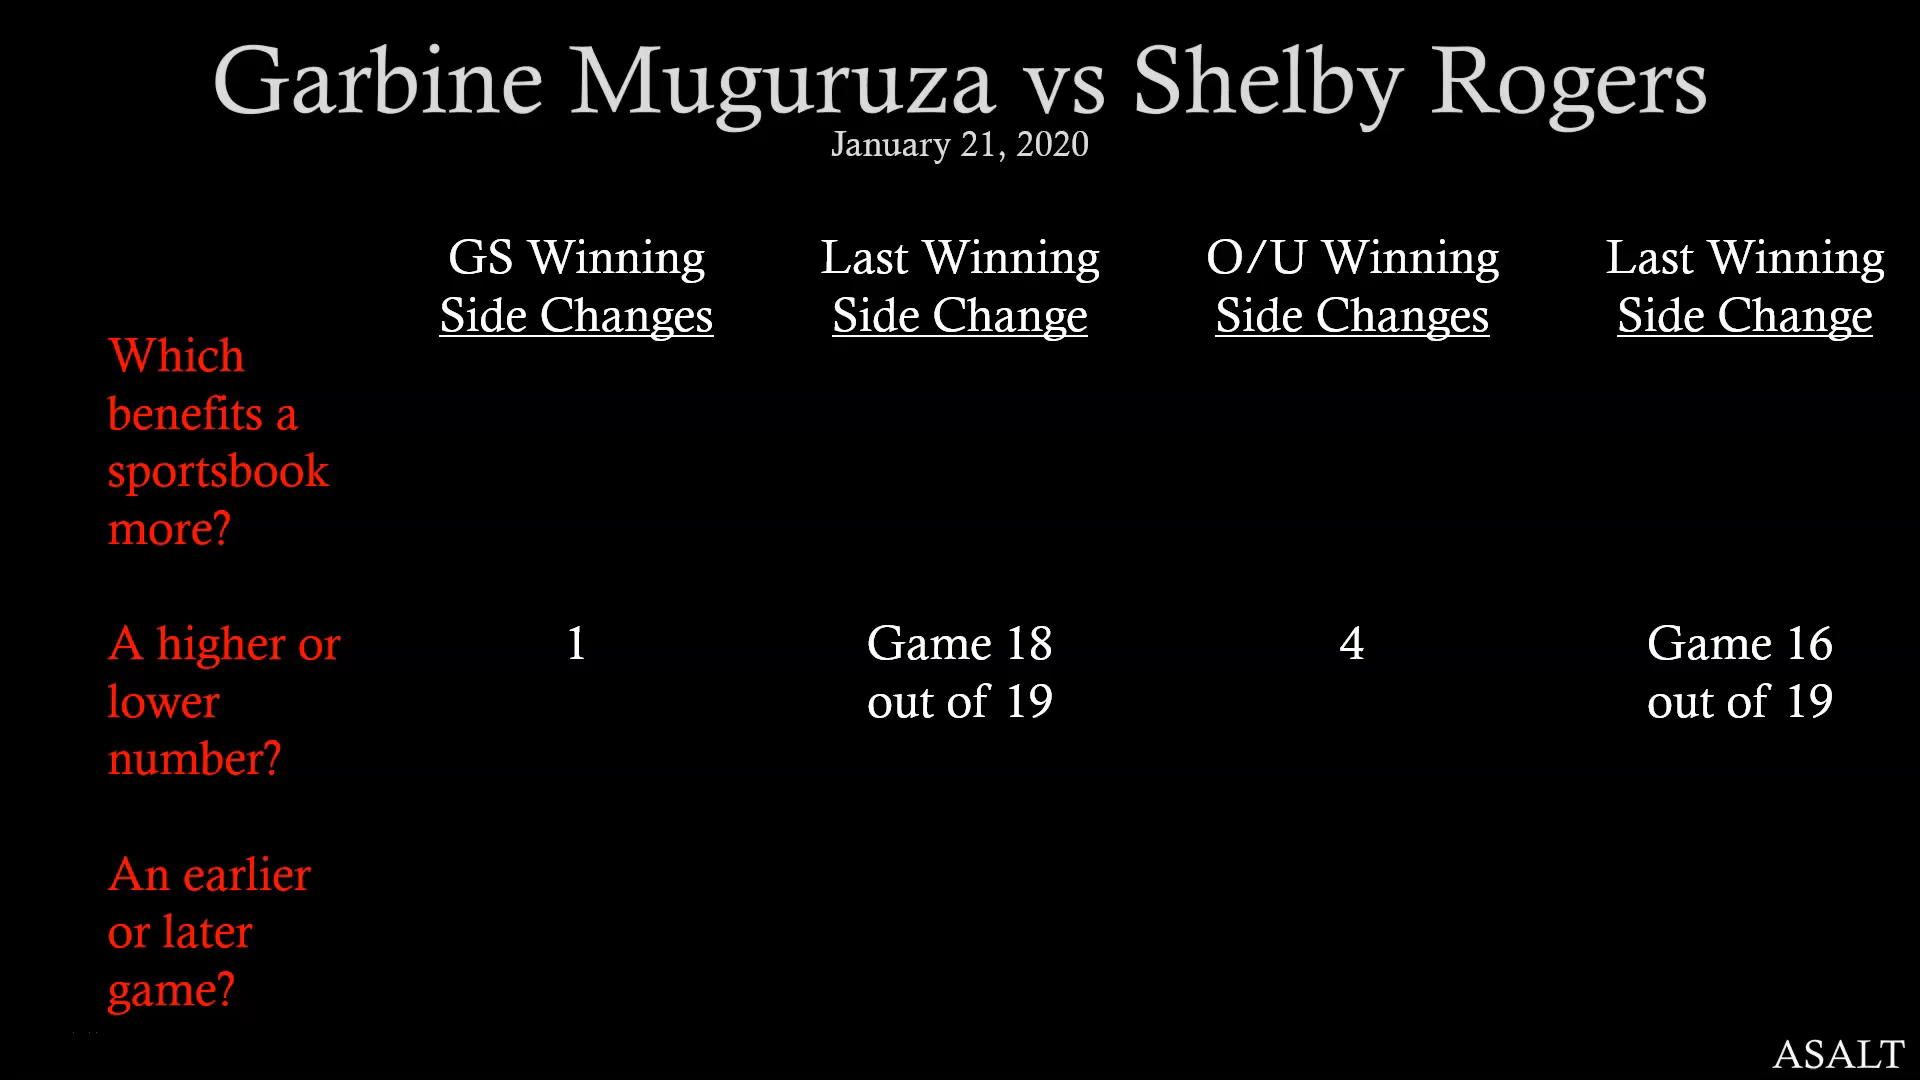 Garbine Muguruza vs Shelby Rogers
January 21, 2020
GS Winning
Side Changes
Last Winning
Side Change
O/U Winning
Side Changes
Last Winning
Side Change
Which
benefits a
sportsbook
more?
A higher or
lower
number?
1
Game 18
out of 19
4
Game 16
out of 19
An earlier
or later
game?
ASALT